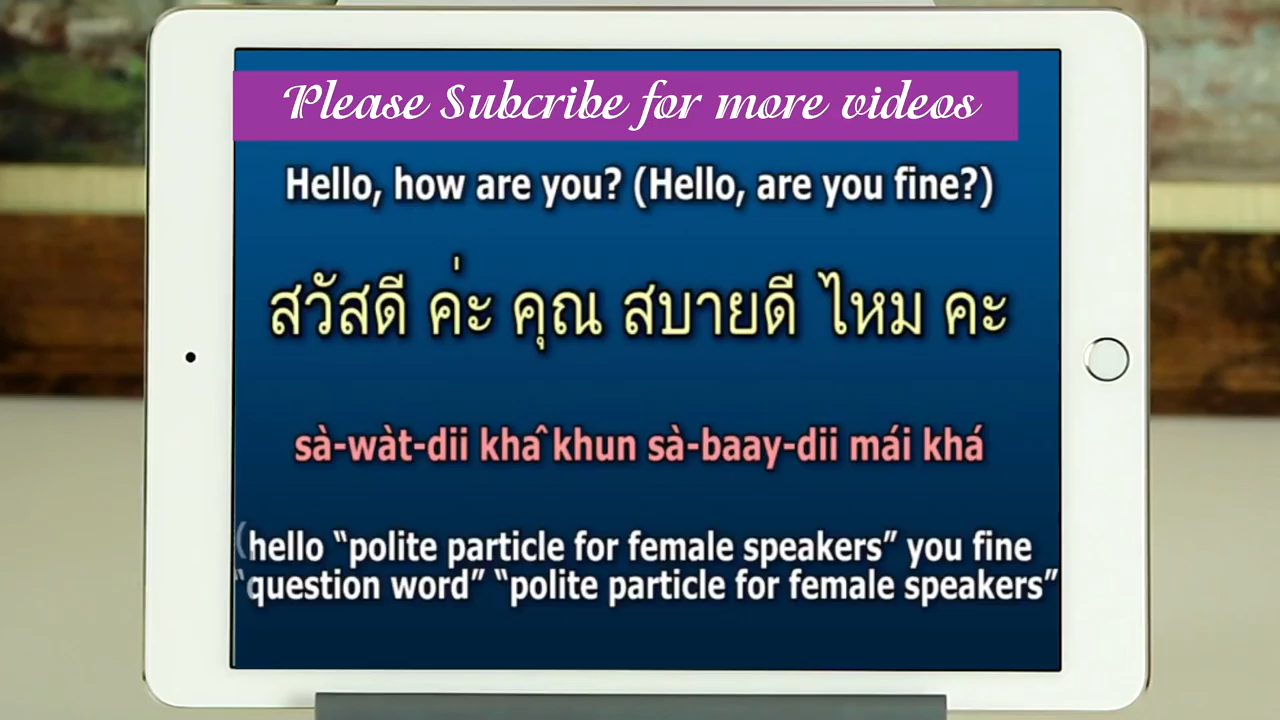 Please Subcribe for more videos
Hello, how are you? (Hello, are you fine?)
สวัสดี ค่ะ คุณ สบายดี ไหม คะ
sà-wàt-dii khâ khun sà-baay-dii mái khá
(hello “polite particle for female speakers” you fine
“question word” “polite particle for female speakers”